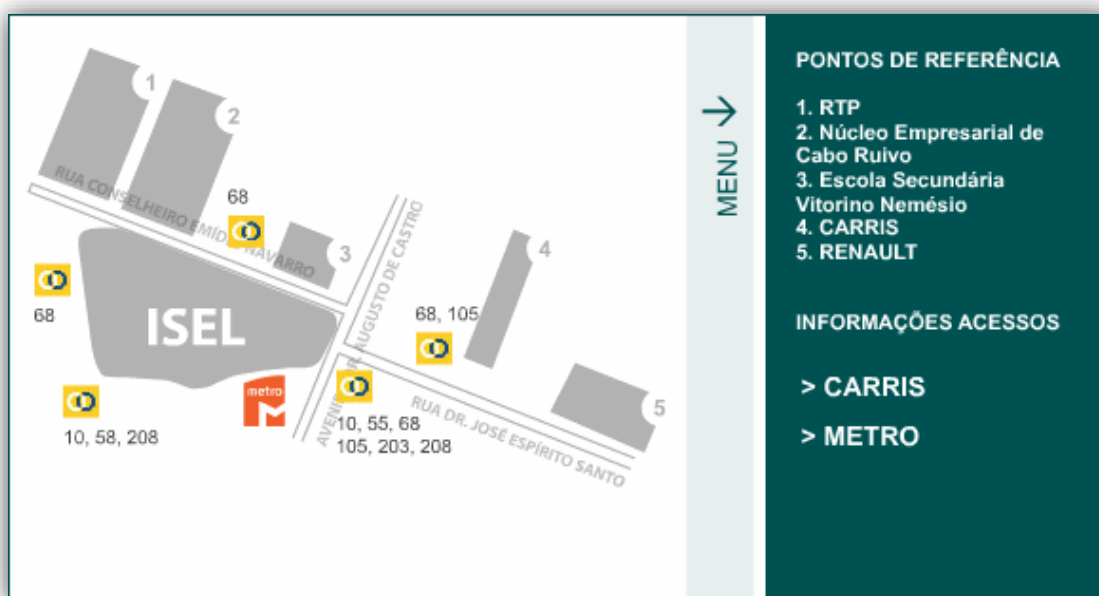 1
2
RUA CONSELHEIRO EMÍDIO NAVARRO
68
3
AUGUSTO DE CASTRO
4
68
ISEL
68, 105
metro
10, 58, 208
10, 55, 68
105, 203, 208
RUA DR. JOSÉ ESPÍRITO SANTO
5
MENU
PONTOS DE REFERÊNCIA
1. RTP
2. Núcleo Empresarial de
Cabo Ruivo
3. Escola Secundária
Vitorino Nemésio
4. CARRIS
5. RENAULT
INFORMAÇÕES ACESSOS
> CARRIS
> METRO